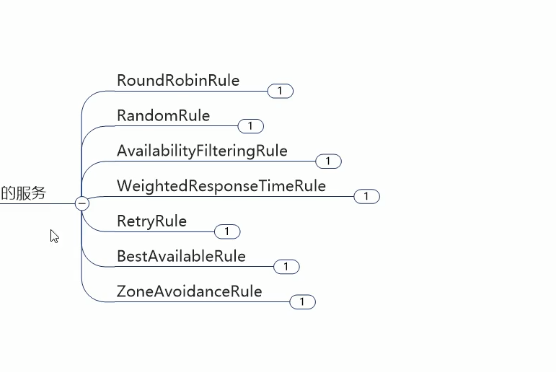 RoundRobinRule 1
RandomRule 1
AvailabilityFilteringRule 1
WeightedResponseTimeRule 1
的服务
RetryRule 1
BestAvailableRule 1
ZoneAvoidanceRule 1